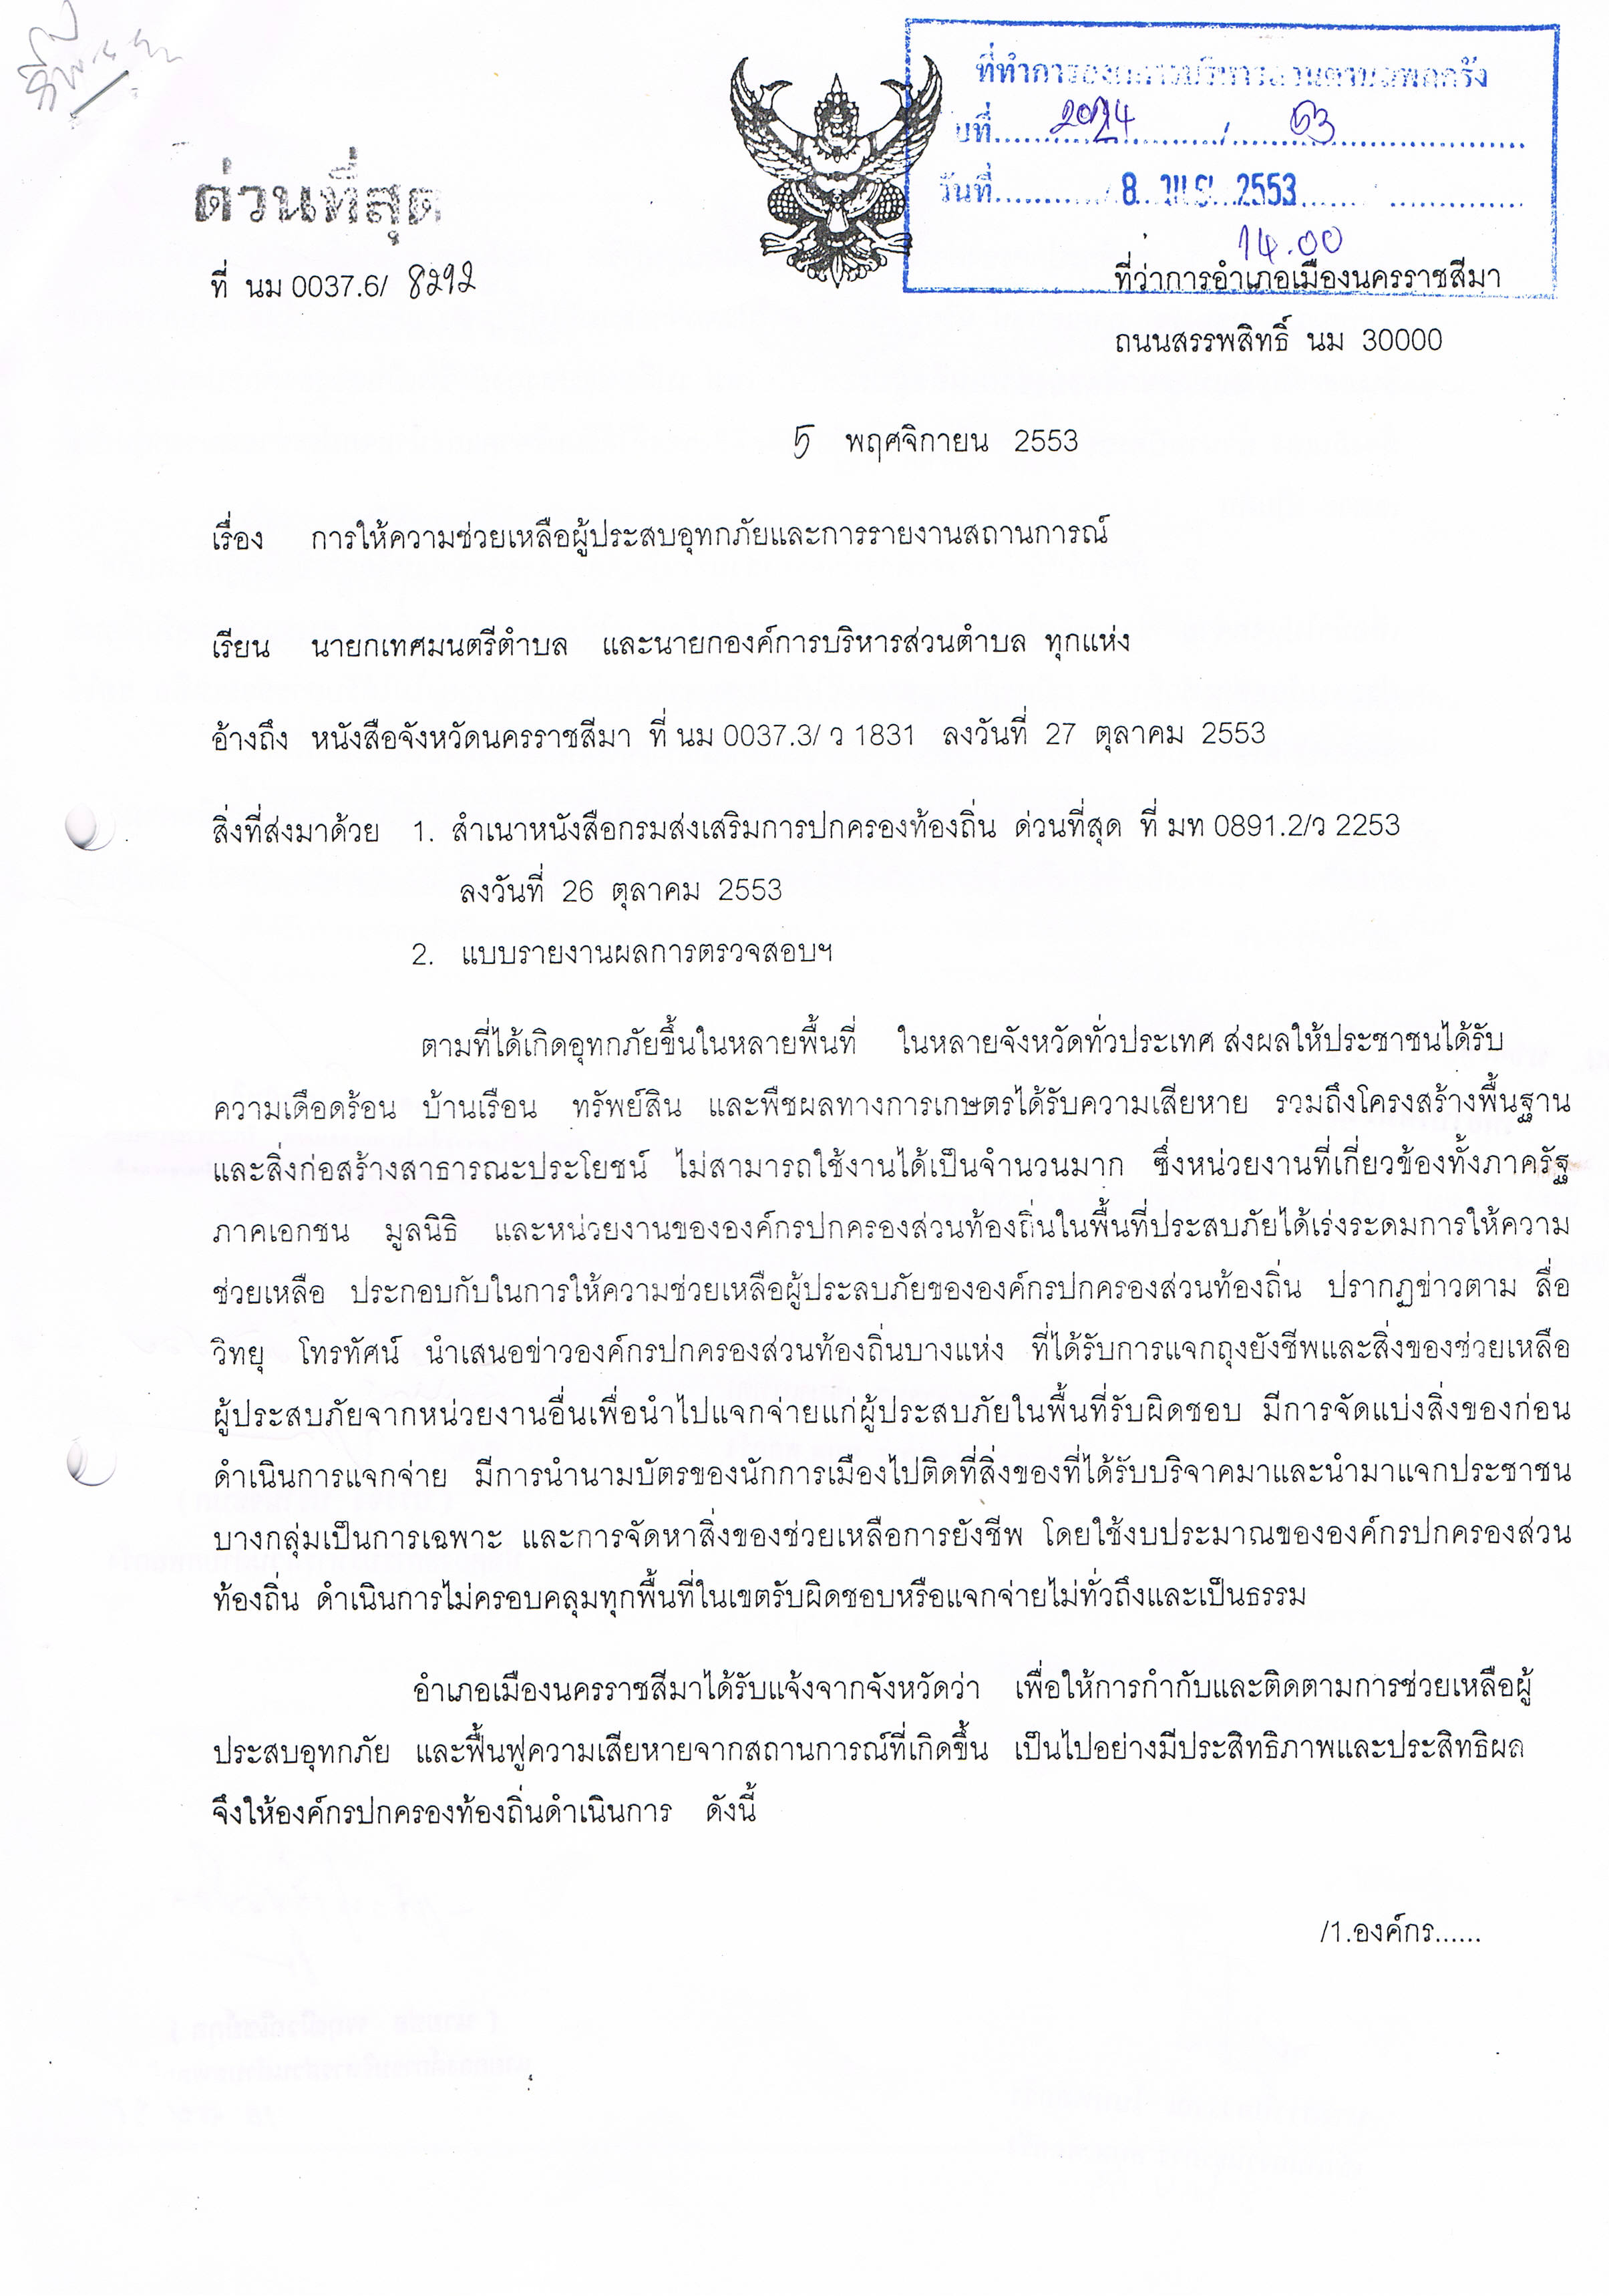 ที่ทำการองค์การบริหารส่วนตำบลพลกรัง
บที่ 2024 / 53
วันที่ 8 พ.ย. 2553
14.00
ด่วนที่สุด
ที่ นม 0037.6/ 8292
ที่ว่าการอำเภอเมืองนครราชสีมา
ถนนสรรพสิทธิ์ นม 30000
5 พฤศจิกายน 2553
เรื่อง การให้ความช่วยเหลือผู้ประสบอุทกภัยและการรายงานสถานการณ์
เรียน นายกเทศมนตรีตำบล และนายกองค์การบริหารส่วนตำบล ทุกแห่ง
อ้างถึง หนังสือจังหวัดนครราชสีมา ที่ นม 0037.3/ ว 1831 ลงวันที่ 27 ตุลาคม 2553
สิ่งที่ส่งมาด้วย 1. สำเนาหนังสือกรมส่งเสริมการปกครองท้องถิ่น ด่วนที่สุด ที่ มท 0891.2/ว 2253
ลงวันที่ 26 ตุลาคม 2553
2. แบบรายงานผลการตรวจสอบฯ
ตามที่ได้เกิดอุทกภัยขึ้นในหลายพื้นที่ ในหลายจังหวัดทั่วประเทศ ส่งผลให้ประชาชนได้รับ
ความเดือดร้อน บ้านเรือน ทรัพย์สิน และพืชผลทางการเกษตรได้รับความเสียหาย รวมถึงโครงสร้างพื้นฐาน
และสิ่งก่อสร้างสาธารณะประโยชน์ ไม่สามารถใช้งานได้เป็นจำนวนมาก ซึ่งหน่วยงานที่เกี่ยวข้องทั้งภาครัฐ
ภาคเอกชน มูลนิธิ และหน่วยงานขององค์กรปกครองส่วนท้องถิ่นในพื้นที่ประสบภัยได้เร่งระดมการให้ความ
ช่วยเหลือ ประกอบกับในการให้ความช่วยเหลือผู้ประสบภัยขององค์กรปกครองส่วนท้องถิ่น ปรากฏข่าวตาม สื่อ
วิทยุ โทรทัศน์ นำเสนอข่าวองค์กรปกครองส่วนท้องถิ่นบางแห่ง ที่ได้รับการแจกถุงยังชีพและสิ่งของช่วยเหลือ
ผู้ประสบภัยจากหน่วยงานอื่นเพื่อนำไปแจกจ่ายแก่ผู้ประสบภัยในพื้นที่รับผิดชอบ มีการจัดแบ่งสิ่งของก่อน
ดำเนินการแจกจ่าย มีการนำนามบัตรของนักการเมืองไปติดที่สิ่งของที่ได้รับบริจาคมาและนำมาแจกประชาชน
บางกลุ่มเป็นการเฉพาะ และการจัดหาสิ่งของช่วยเหลือการยังชีพ โดยใช้งบประมาณขององค์กรปกครองส่วน
ท้องถิ่น ดำเนินการไม่ครอบคลุมทุกพื้นที่ในเขตรับผิดชอบหรือแจกจ่ายไม่ทั่วถึงและเป็นธรรม
อำเภอเมืองนครราชสีมาได้รับแจ้งจากจังหวัดว่า เพื่อให้การกำกับและติดตามการช่วยเหลือผู้
ประสบอุทกภัย และฟื้นฟูความเสียหายจากสถานการณ์ที่เกิดขึ้น เป็นไปอย่างมีประสิทธิภาพและประสิทธิผล
จึงให้องค์กรปกครองท้องถิ่นดำเนินการ ดังนี้
/1.องค์กร......